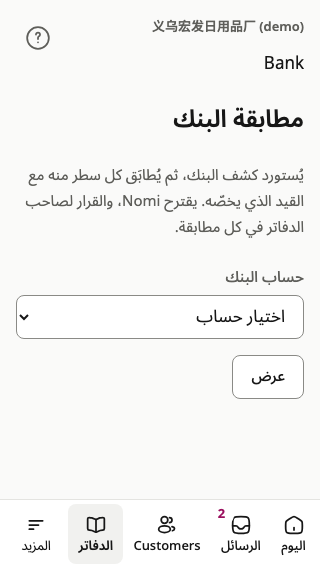 义乌宏发日用品厂 (demo)
Bank
مطابقة البنك
يُستورد كشف البنك، ثم يُطابَق كل سطر منه مع
القيد الذي يخصّه. يقترح Nomi، والقرار لصاحب
الدفاتر في كل مطابقة.
حساب البنك
اختيار حساب
عرض
اليوم
2
الرسائل
Customers
الدفاتر
المزيد